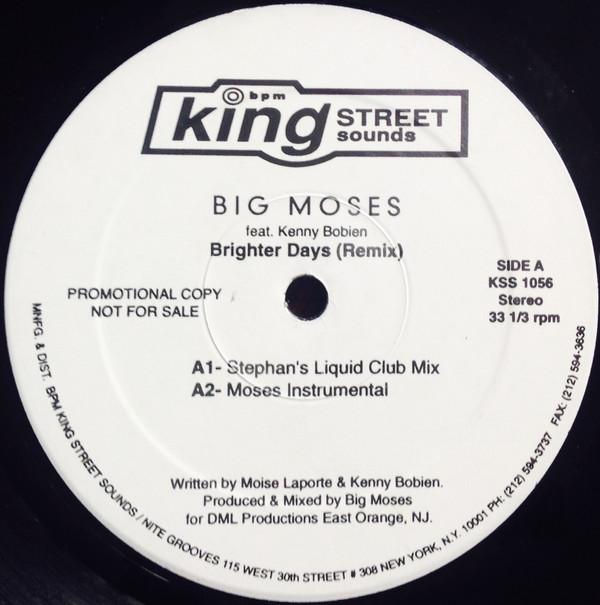 bpm
king STREET
sounds
BIG MOSES
feat. Kenny Bobien
Brighter Days (Remix)
SIDE A
KSS 1056
Stereo
33 1/3 rpm
PROMOTIONAL COPY
NOT FOR SALE
A1- Stephan's Liquid Club Mix
A2- Moses Instrumental
Written by Moise Laporte & Kenny Bobien.
Produced & Mixed by Big Moses
for DML Productions East Orange, NJ.
MNFG. & DIST. BPM KING STREET SOUNDS / NITE GROOVES 115 WEST 30th STREET # 308 NEW YORK, N.Y. 10001 PH: (212) 594-3737 FAX: (212) 594-3636